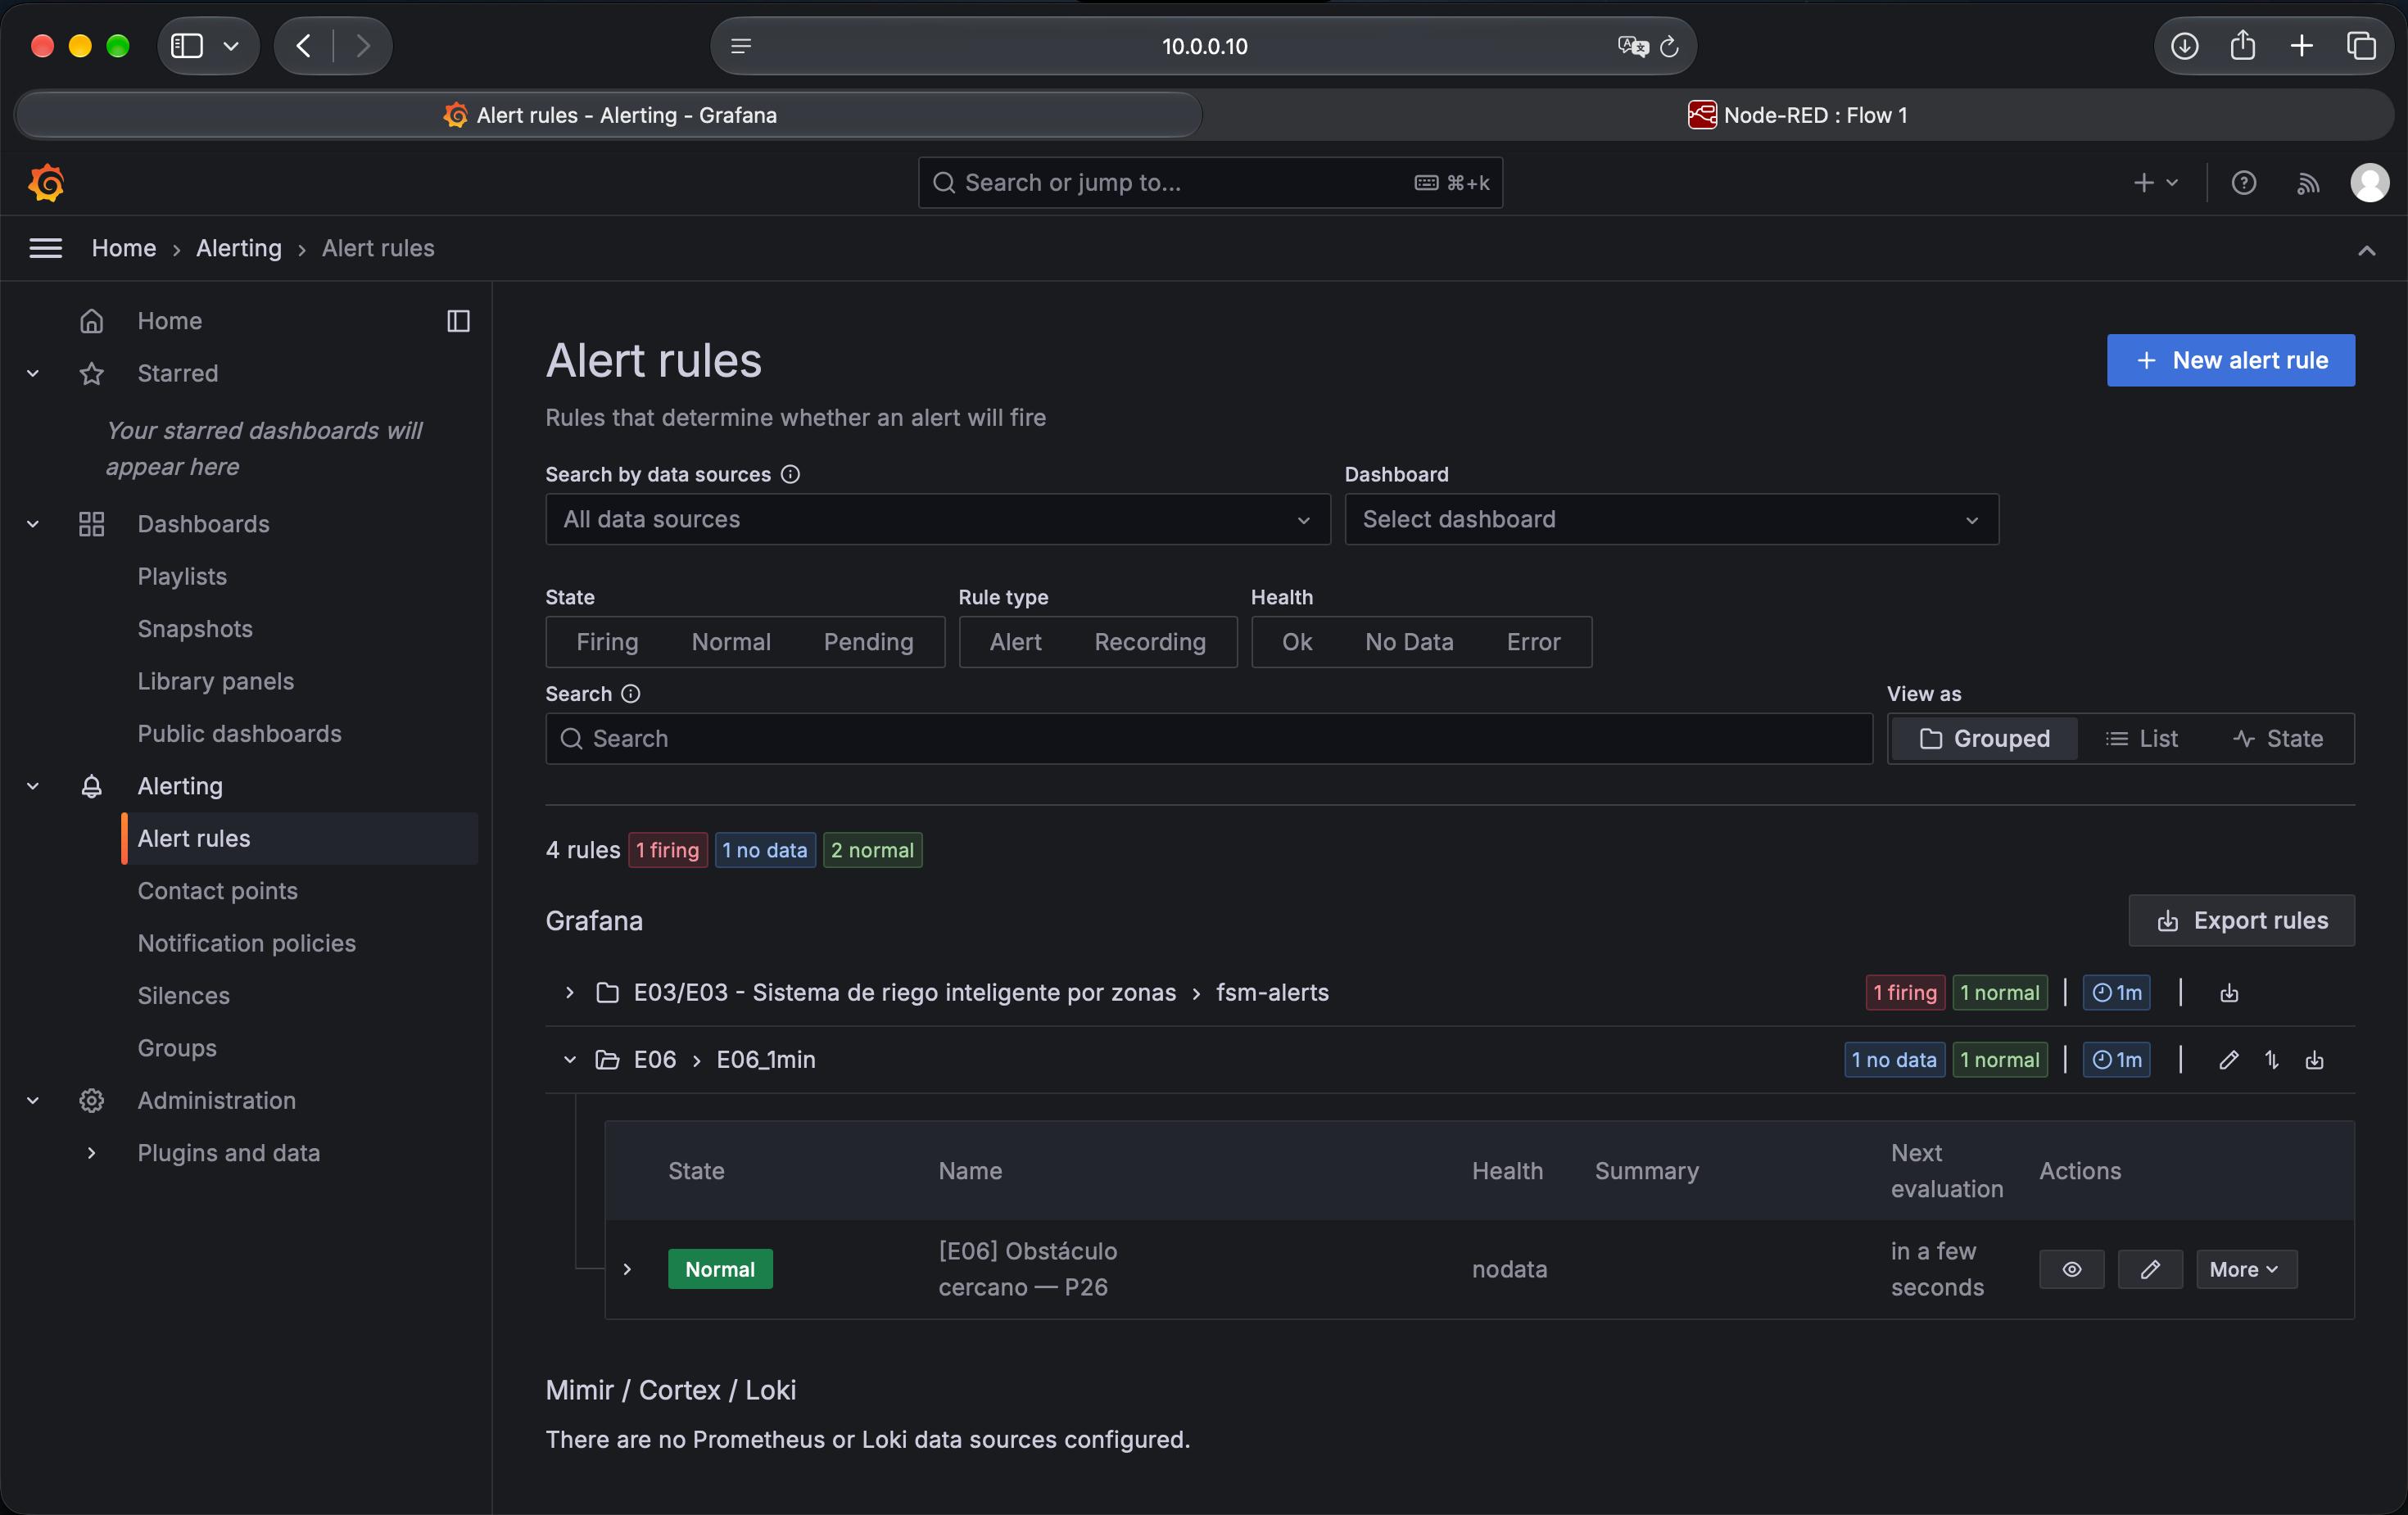 10.0.0.10
Alert rules - Alerting - Grafana
Node-RED : Flow 1
Search or jump to...
⌘+k
Home › Alerting › Alert rules
Home
Starred
Your starred dashboards will
appear here
Dashboards
Playlists
Snapshots
Library panels
Public dashboards
Alerting
Alert rules
Contact points
Notification policies
Silences
Groups
Administration
Plugins and data
Alert rules
New alert rule
Rules that determine whether an alert will fire
Search by data sources
Dashboard
All data sources
Select dashboard
State
Rule type
Health
Firing Normal Pending
Alert Recording
Ok No Data Error
Search
View as
Search
Grouped List State
4 rules 1 firing 1 no data 2 normal
Grafana
Export rules
E03/E03 - Sistema de riego inteligente por zonas › fsm-alerts
1 firing 1 normal | 1m |
E06 › E06_1min
1 no data 1 normal | 1m |
State
Name
Health
Summary
Next
evaluation
Actions
Normal
[E06] Obstáculo
cercano — P26
nodata
in a few
seconds
More
Mimir / Cortex / Loki
There are no Prometheus or Loki data sources configured.